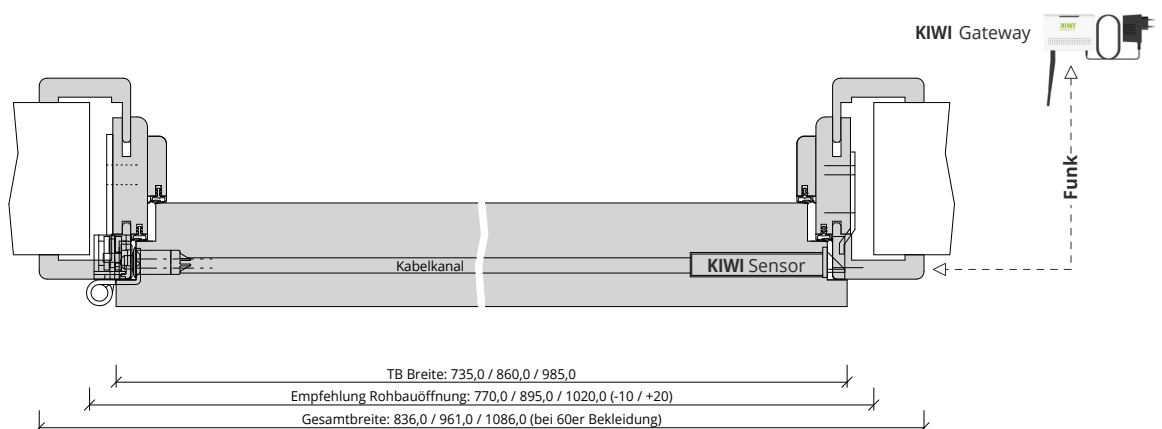 KIWI Gateway
KIWI
Funk
Kabelkanal
KIWI Sensor
TB Breite: 735,0 / 860,0 / 985,0
Empfehlung Rohbauöffnung: 770,0 / 895,0 / 1020,0 (-10 / +20)
Gesamtbreite: 836,0 / 961,0 / 1086,0 (bei 60er Bekleidung)